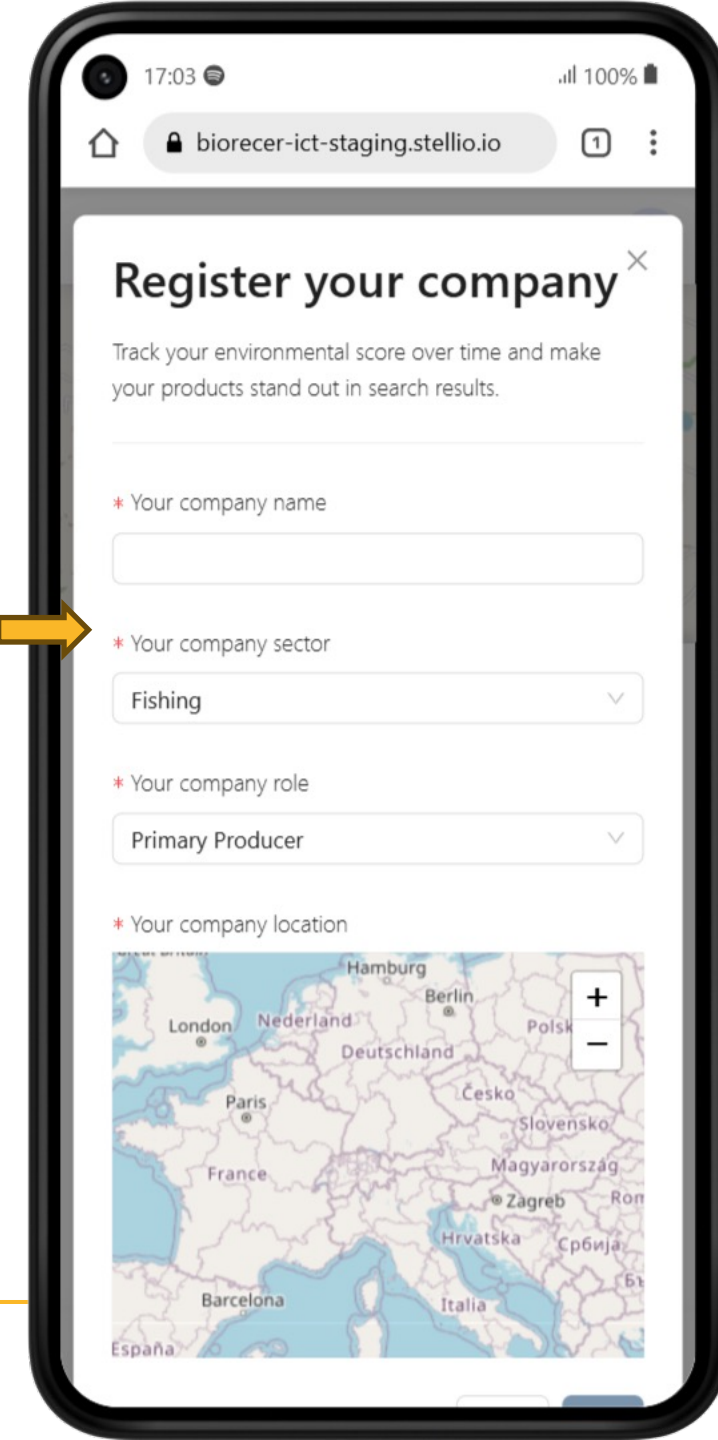 17:03 100%
biorecer-ict-staging.stellio.io 1
Register your company
Track your environmental score over time and make
your products stand out in search results.
* Your company name
* Your company sector
Fishing
* Your company role
Primary Producer
* Your company location
Hamburg
Berlin
London Nederland Polsk
Deutschland
Paris Česko
Slovensko
France Magyarország
Zagreb Rom
Hrvatska Србија
Barcelona Italia
España
+
−